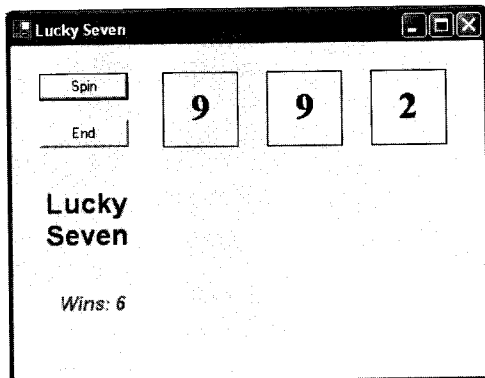 Lucky Seven
Spin
9 9 2
End
Lucky
Seven
Wins: 6